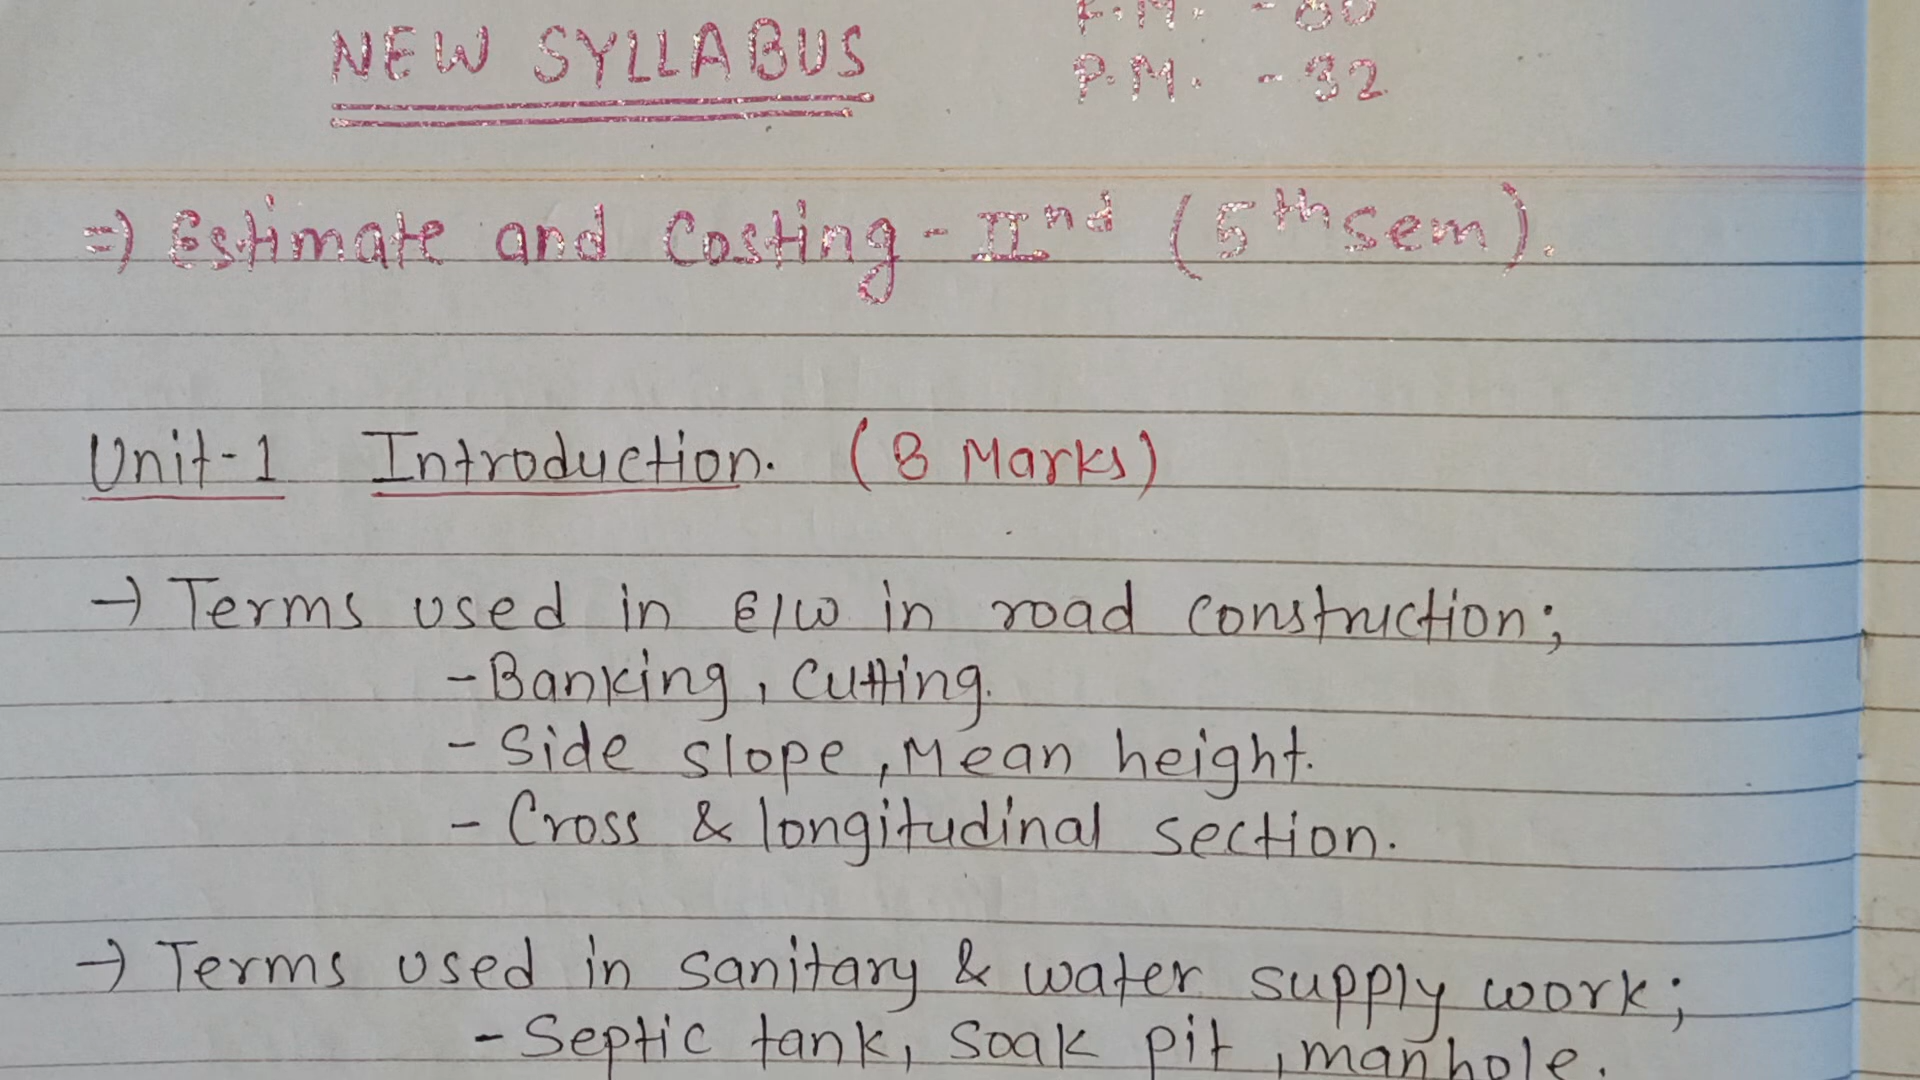 F.M. - 80
NEW SYLLABUS
P.M. - 32
=) Estimate and Costing - IInd (5th sem).
Unit-1 Introduction. (8 Marks)
→ Terms used in E/W in road construction;
- Banking, Cutting.
- Side slope, Mean height.
- Cross & longitudinal section.
→ Terms used in sanitary & water supply work;
- Septic tank, Soak pit, manhole.